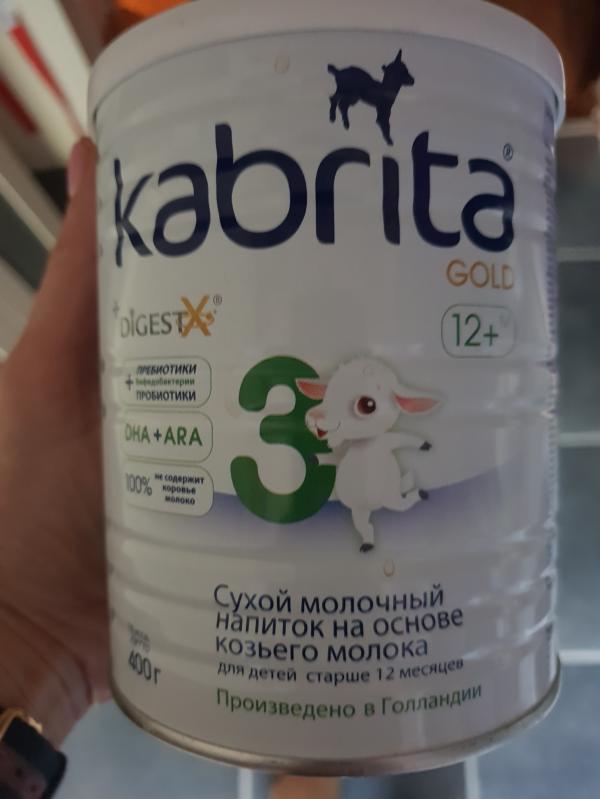 kabrita®
GOLD
+DIGESTX®
12+
+ПРЕБИОТИКИ
бифидобактерии
ПРОБИОТИКИ
DHA+ARA
3
100% не содержит
коровье
молоко
Сухой молочный
напиток на основе
козьего молока
для детей старше 12 месяцев
400г
Произведено в Голландии